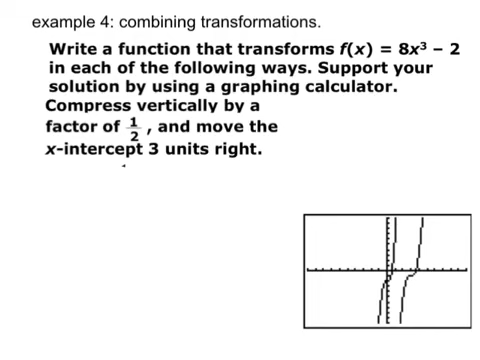 example 4: combining transformations.
Write a function that transforms f(x) = 8x³ – 2
in each of the following ways. Support your
solution by using a graphing calculator.
Compress vertically by a
factor of 1/2 , and move the
x-intercept 3 units right.